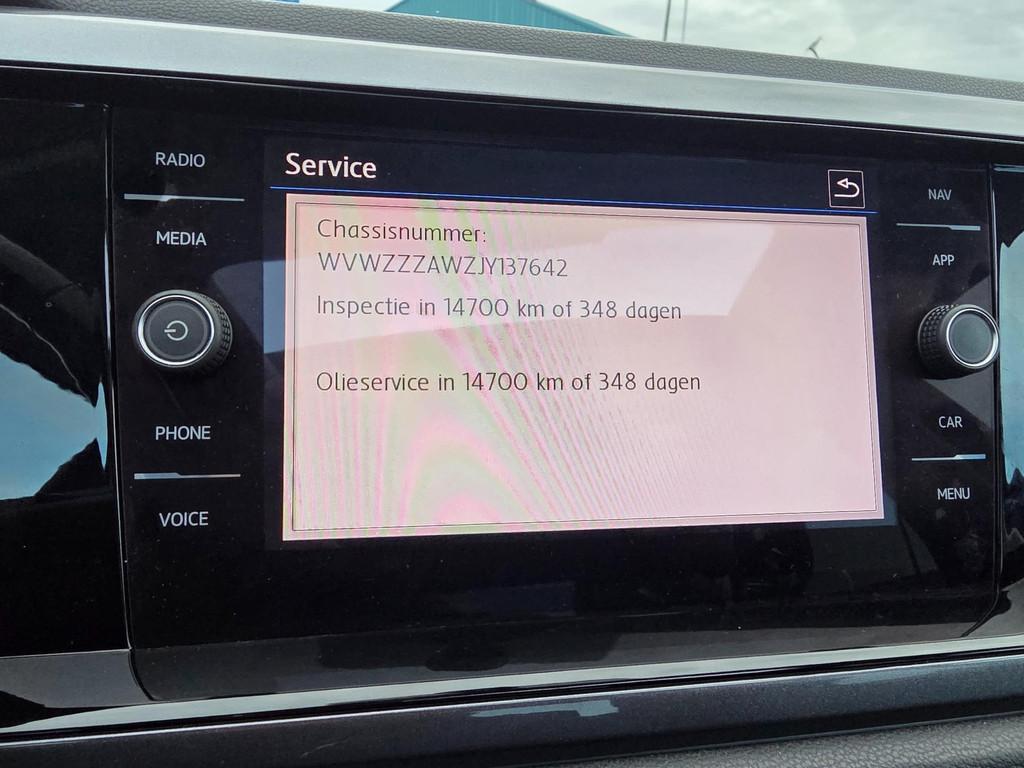 RADIO
MEDIA
PHONE
VOICE
Service
Chassisnummer:
WVWZZZAWZJY137642
Inspectie in 14700 km of 348 dagen
Olieservice in 14700 km of 348 dagen
NAV
APP
CAR
MENU